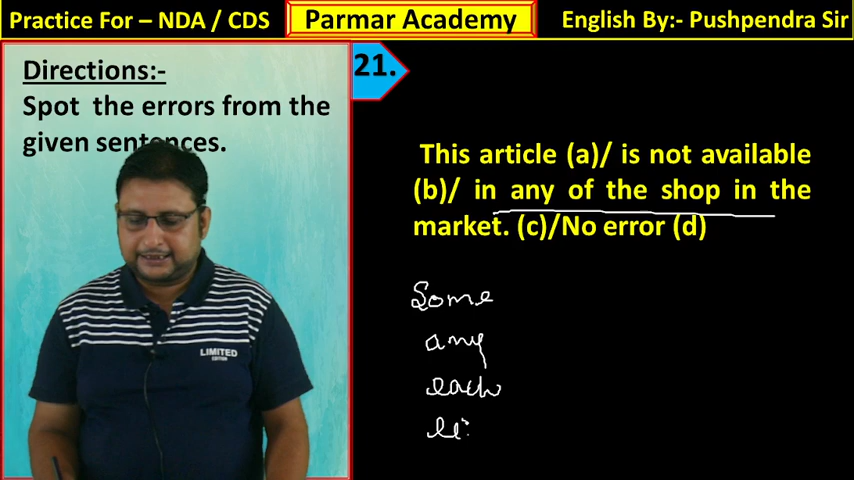 Practice For – NDA / CDS
Parmar Academy
English By:- Pushpendra Sir
Directions:-
Spot the errors from the
given sentences.
21.
This article (a)/ is not available
(b)/ in any of the shop in the
market. (c)/No error (d)
Some
any
each
LIMITED
EDITION